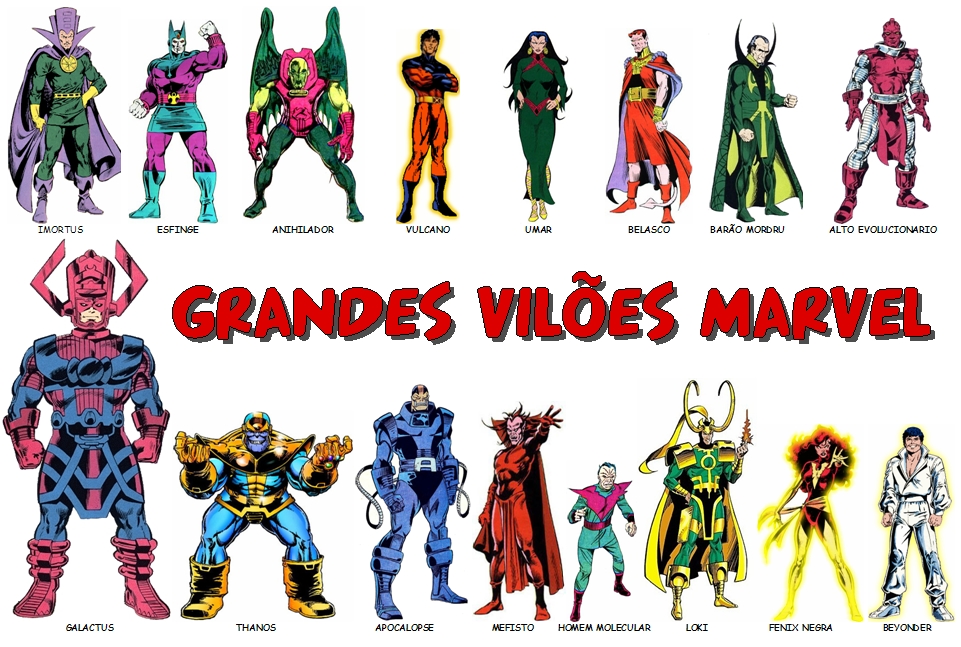 IMORTUS ESFINGE ANIHILADOR VULCANO UMAR BELASCO BARÃO MORDRU ALTO EVOLUCIONARIO
GRANDES VILÕES MARVEL
GALACTUS THANOS APOCALOPSE MEFISTO HOMEM MOLECULAR LOKI FENIX NEGRA BEYONDER